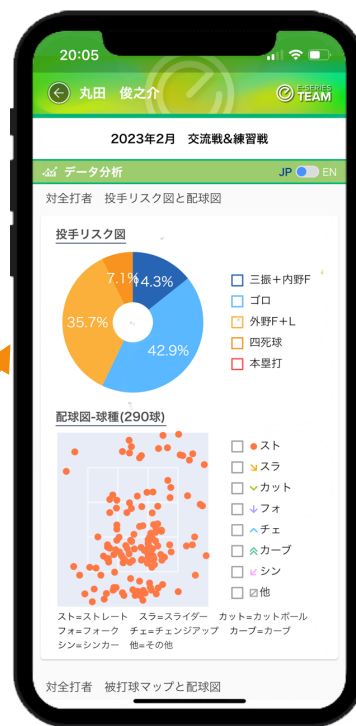 20:05
丸田 俊之介
E-SERIES
TEAM
2023年2月 交流戦&練習戦
データ分析
JP EN
対全打者 投手リスク図と配球図
投手リスク図
7.1%
14.3%
35.7%
42.9%
三振+内野F
ゴロ
外野F+L
四死球
本塁打
配球図-球種(290球)
スト
スラ
カット
フォ
チェ
カーブ
シン
他
スト=ストレート スラ=スライダー カット=カットボール
フォ=フォーク チェ=チェンジアップ カーブ=カーブ
シン=シンカー 他=その他
対全打者 被打球マップと配球図